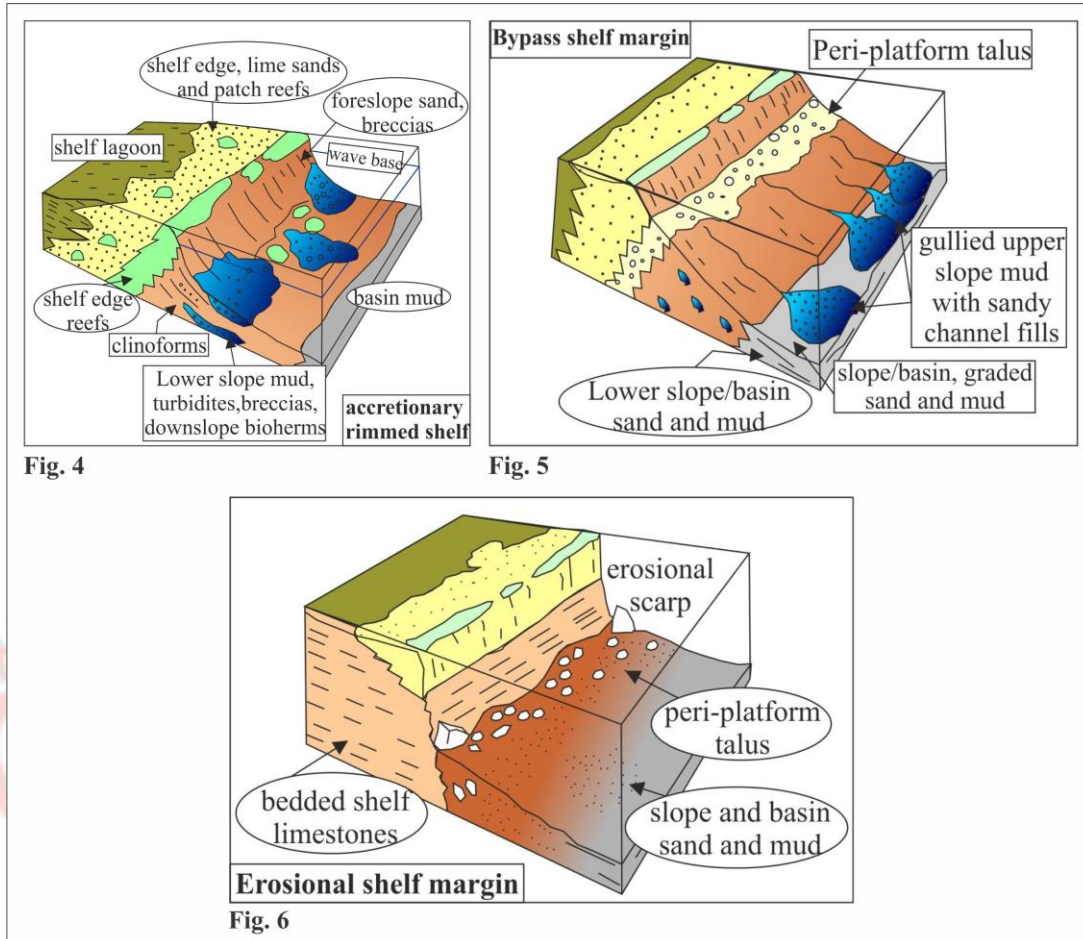 shelf edge, lime sands
and patch reefs
foreslope sand,
breccias
shelf lagoon
wave base
shelf edge
reefs
clinoforms
basin mud
Lower slope mud,
turbidites,breccias,
downslope bioherms
accretionary
rimmed shelf
Fig. 4
Bypass shelf margin
Peri-platform talus
gullied upper
slope mud
with sandy
channel fills
Lower slope/basin
sand and mud
slope/basin, graded
sand and mud
Fig. 5
erosional
scarp
peri-platform
talus
bedded shelf
limestones
slope and basin
sand and mud
Erosional shelf margin
Fig. 6